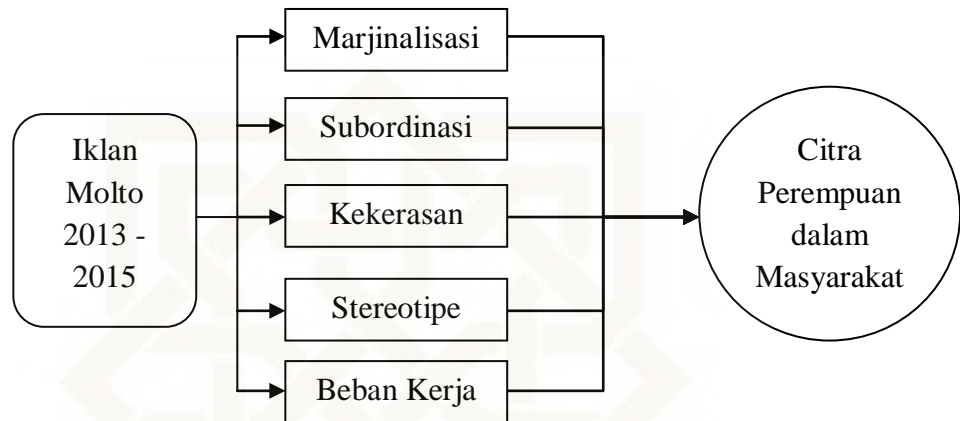 Iklan
Molto
2013 -
2015
Marjinalisasi
Subordinasi
Kekerasan
Stereotipe
Beban Kerja
Citra
Perempuan
dalam
Masyarakat